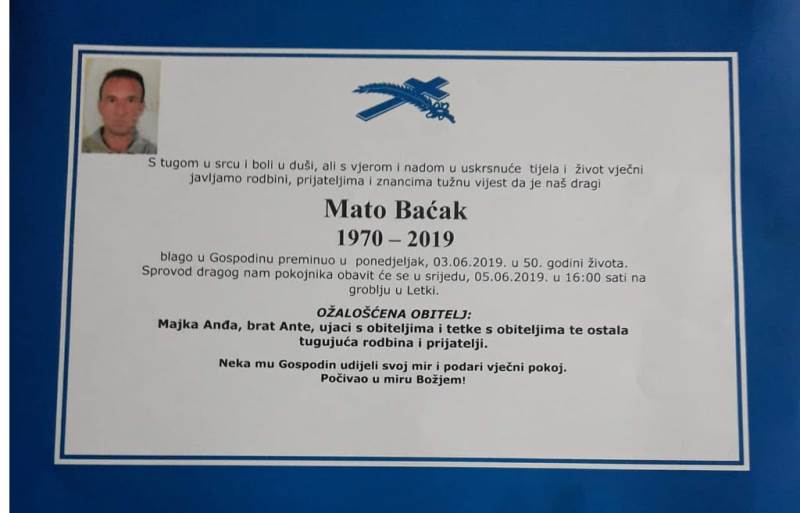 S tugom u srcu i boli u duši, ali s vjerom i nadom u uskrsnuće tijela i život vječni
javljamo rodbini, prijateljima i znancima tužnu vijest da je naš dragi
Mato Baćak
1970 – 2019
blago u Gospodinu preminuo u ponedjeljak, 03.06.2019. u 50. godini života.
Sprovod dragog nam pokojnika obavit će se u srijedu, 05.06.2019. u 16:00 sati na
groblju u Letki.
OŽALOŠĆENA OBITELJ:
Majka Anđa, brat Ante, ujaci s obiteljima i tetke s obiteljima te ostala
tugujuća rodbina i prijatelji.
Neka mu Gospodin udijeli svoj mir i podari vječni pokoj.
Počivao u miru Božjem!